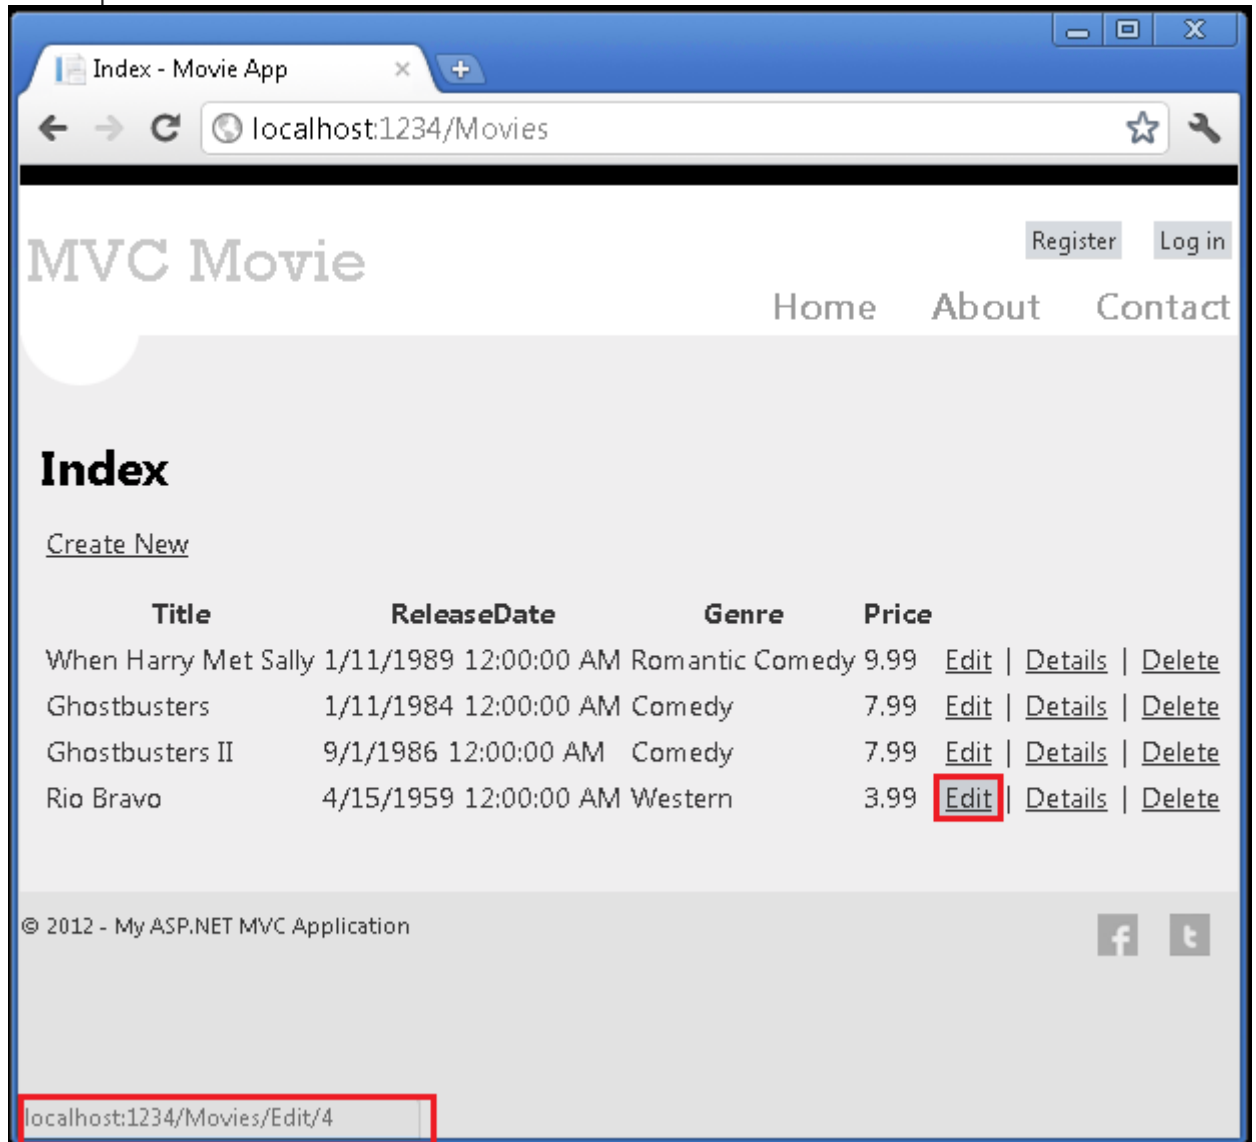 Index - Movie App
localhost:1234/Movies
Register Log in
MVC Movie
Home About Contact
Index
Create New
Title ReleaseDate Genre Price
When Harry Met Sally 1/11/1989 12:00:00 AM Romantic Comedy 9.99 Edit | Details | Delete
Ghostbusters 1/11/1984 12:00:00 AM Comedy 7.99 Edit | Details | Delete
Ghostbusters II 9/1/1986 12:00:00 AM Comedy 7.99 Edit | Details | Delete
Rio Bravo 4/15/1959 12:00:00 AM Western 3.99 Edit | Details | Delete
© 2012 - My ASP.NET MVC Application
f t
localhost:1234/Movies/Edit/4